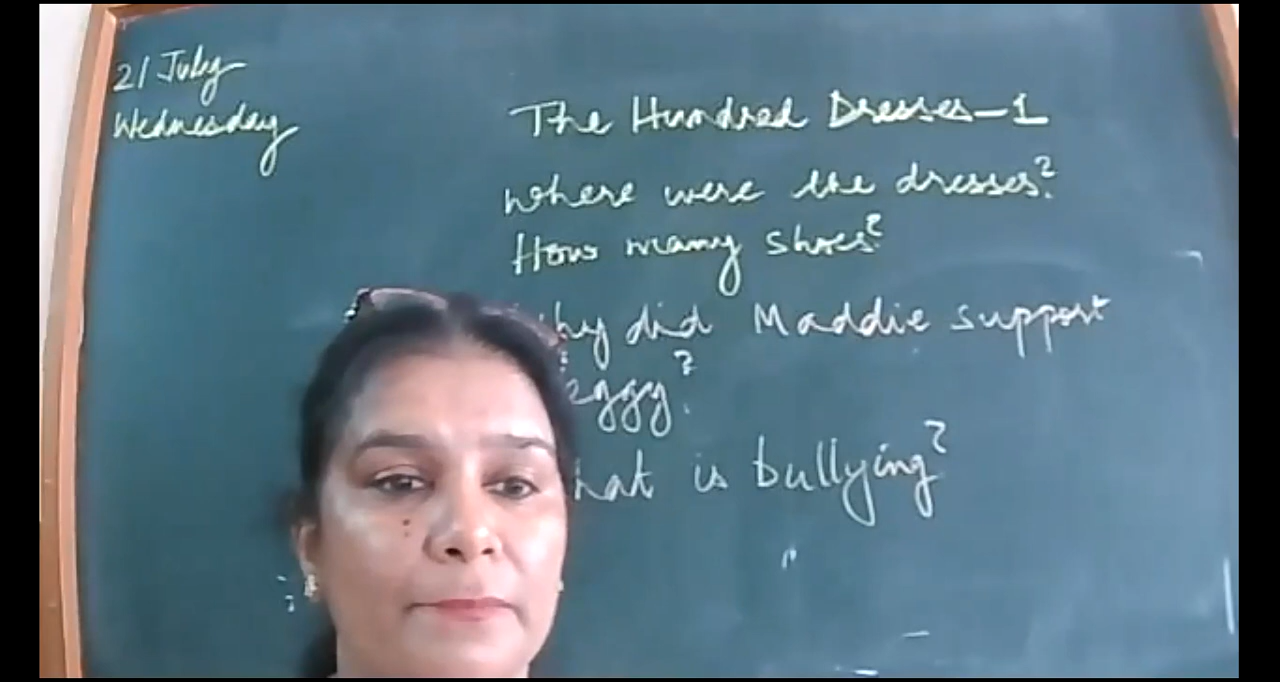 21 July
Wednesday
The Hundred Dresses-1
Where were the dresses?
How many shoes?
hy did Maddie support
eggy?
hat is bullying?